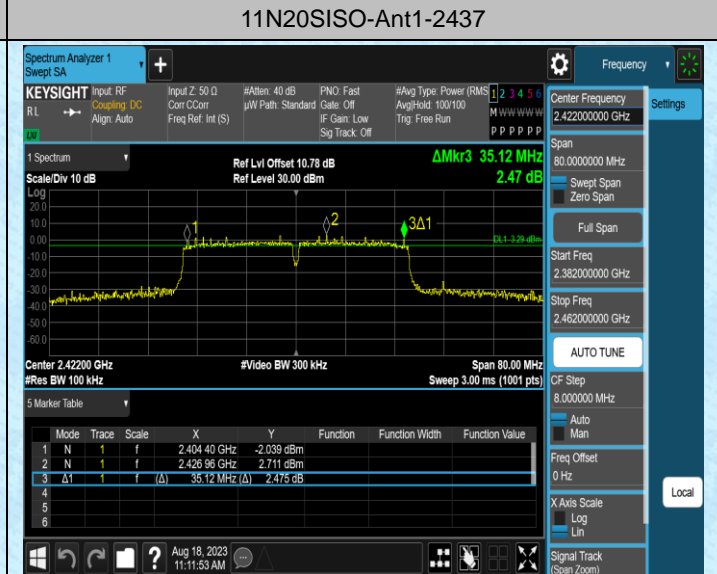 11N20SISO-Ant1-2437
Spectrum Analyzer 1
Swept SA
Frequency
KEYSIGHT
RL
LXI
Input: RF
Coupling: DC
Align: Auto
Input Z: 50 Ω
Corr CCorr
Freq Ref: Int (S)
#Atten: 40 dB
µW Path: Standard
PNO: Fast
Gate: Off
IF Gain: Low
Sig Track: Off
#Avg Type: Power (RMS
Avg|Hold: 100/100
Trig: Free Run
1 2 3 4 5 6
M W W W W W
P P P P P P
1 Spectrum
Scale/Div 10 dB
Ref Lvl Offset 10.78 dB
Ref Level 30.00 dBm
ΔMkr3 35.12 MHz
2.47 dB
Log
20.0
10.0
0.00
-10.0
-20.0
-30.0
-40.0
-50.0
-60.0
1
2
3Δ1
DL1 -3.29 dBm
Center 2.42200 GHz
#Video BW 300 kHz
Span 80.00 MHz
#Res BW 100 kHz
Sweep 3.00 ms (1001 pts)
5 Marker Table
Mode Trace Scale X Y Function Function Width Function Value
1 N 1 f 2.404 40 GHz -2.039 dBm
2 N 1 f 2.426 96 GHz 2.711 dBm
3 Δ1 1 f (Δ) 35.12 MHz (Δ) 2.475 dB
4
5
6
Aug 18, 2023
11:11:53 AM
Center Frequency
2.422000000 GHz
Settings
Span
80.0000000 MHz
Swept Span
Zero Span
Full Span
Start Freq
2.382000000 GHz
Stop Freq
2.462000000 GHz
AUTO TUNE
CF Step
8.000000 MHz
Auto
Man
Freq Offset
0 Hz
X Axis Scale
Log
Lin
Local
Signal Track
(Span Zoom)